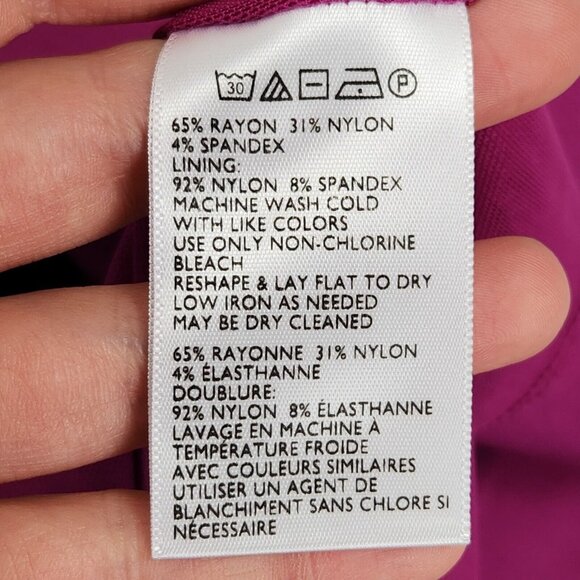 30 P
65% RAYON 31% NYLON
4% SPANDEX
LINING:
92% NYLON 8% SPANDEX
MACHINE WASH COLD
WITH LIKE COLORS
USE ONLY NON-CHLORINE
BLEACH
RESHAPE & LAY FLAT TO DRY
LOW IRON AS NEEDED
MAY BE DRY CLEANED
65% RAYONNE 31% NYLON
4% ÉLASTHANNE
DOUBLURE:
92% NYLON 8% ÉLASTHANNE
LAVAGE EN MACHINE À
TEMPÉRATURE FROIDE
AVEC COULEURS SIMILAIRES
UTILISER UN AGENT DE
BLANCHIMENT SANS CHLORE SI
NÉCESSAIRE